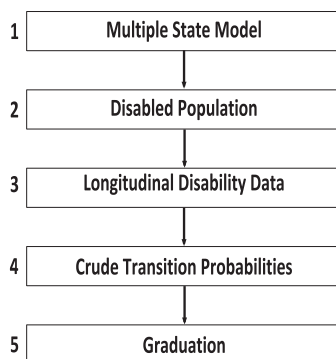 1 Multiple State Model
2 Disabled Population
3 Longitudinal Disability Data
4 Crude Transition Probabilities
5 Graduation